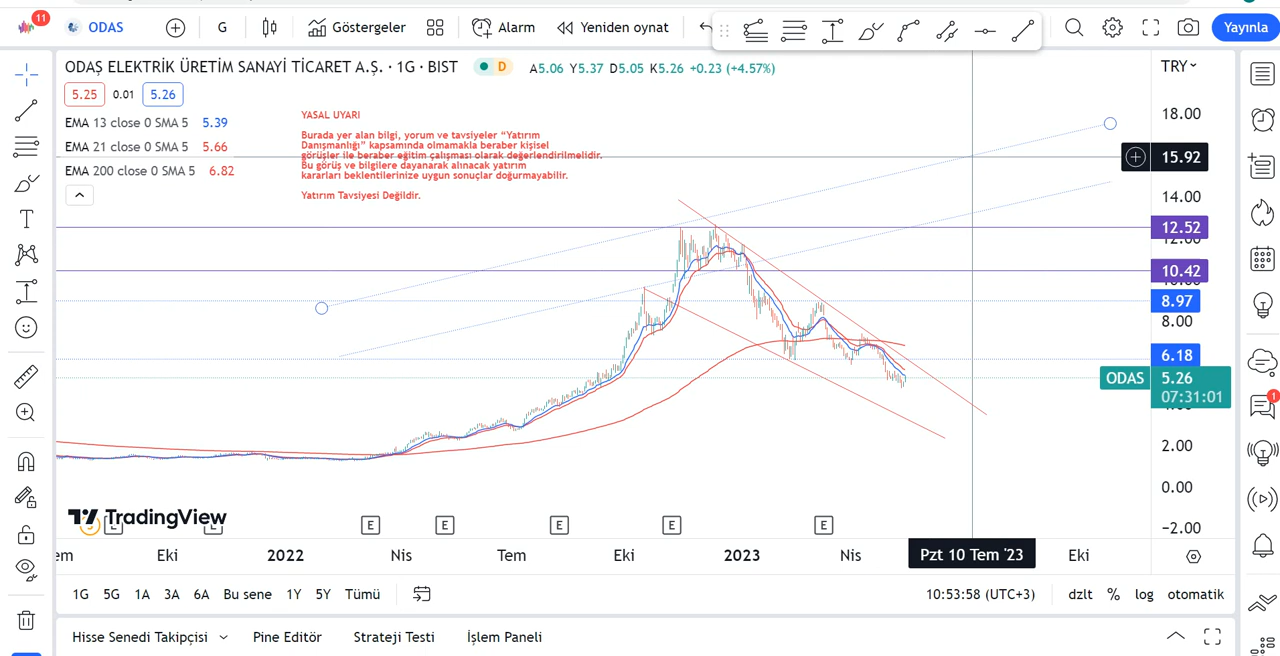 11
ODAS
G
Göstergeler
Alarm
Yeniden oynat
Yayınla
ODAŞ ELEKTRİK ÜRETİM SANAYİ TİCARET A.Ş. · 1G · BIST
D
A5.06 Y5.37 D5.05 K5.26 +0.23 (+4.57%)
TRY
5.25
0.01
5.26
EMA 13 close 0 SMA 5 5.39
EMA 21 close 0 SMA 5 5.66
EMA 200 close 0 SMA 5 6.82
YASAL UYARI
Burada yer alan bilgi, yorum ve tavsiyeler “Yatırım
Danışmanlığı” kapsamında olmamakla beraber kişisel
görüşler ile beraber eğitim çalışması olarak değerlendirilmelidir.
Bu görüş ve bilgilere dayanarak alınacak yatırım
kararları beklentilerinize uygun sonuçlar doğurmayabilir.
Yatırım Tavsiyesi Değildir.
18.00
15.92
14.00
12.52
12.00
10.42
8.97
8.00
6.18
ODAS 5.26
07:31:01
1
2.00
0.00
−2.00
TradingView
E
E
E
E
E
Eki
2022
Nis
Tem
Eki
2023
Nis
Pzt 10 Tem '23
Eki
1G
5G
1A
3A
6A
Bu sene
1Y
5Y
Tümü
10:53:58 (UTC+3)
dzlt
%
log
otomatik
Hisse Senedi Takipçisi
Pine Editör
Strateji Testi
İşlem Paneli